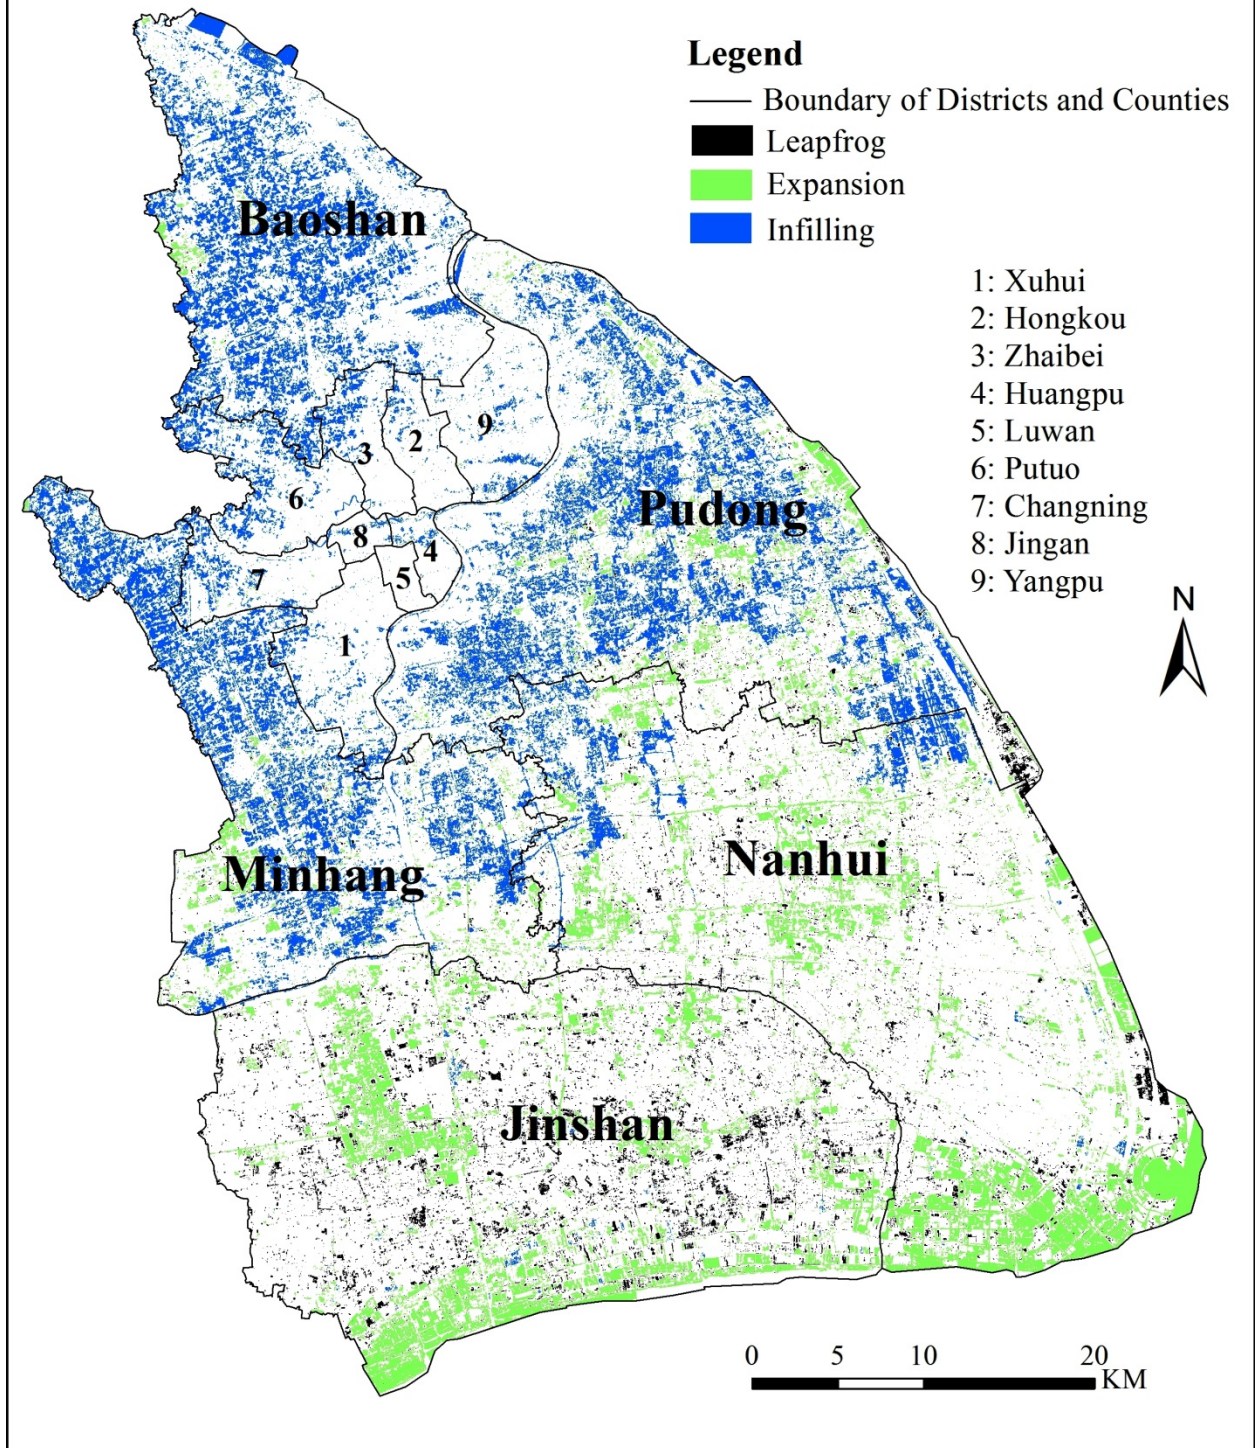 Legend
Boundary of Districts and Counties
Leapfrog
Expansion
Infilling
1: Xuhui
2: Hongkou
3: Zhaibei
4: Huangpu
5: Luwan
6: Putuo
7: Changning
8: Jingan
9: Yangpu
N
Baoshan
9
2
3
6
8
4
7
5
1
Pudong
Minhang
Nanhui
Jinshan
0 5 10 20
KM